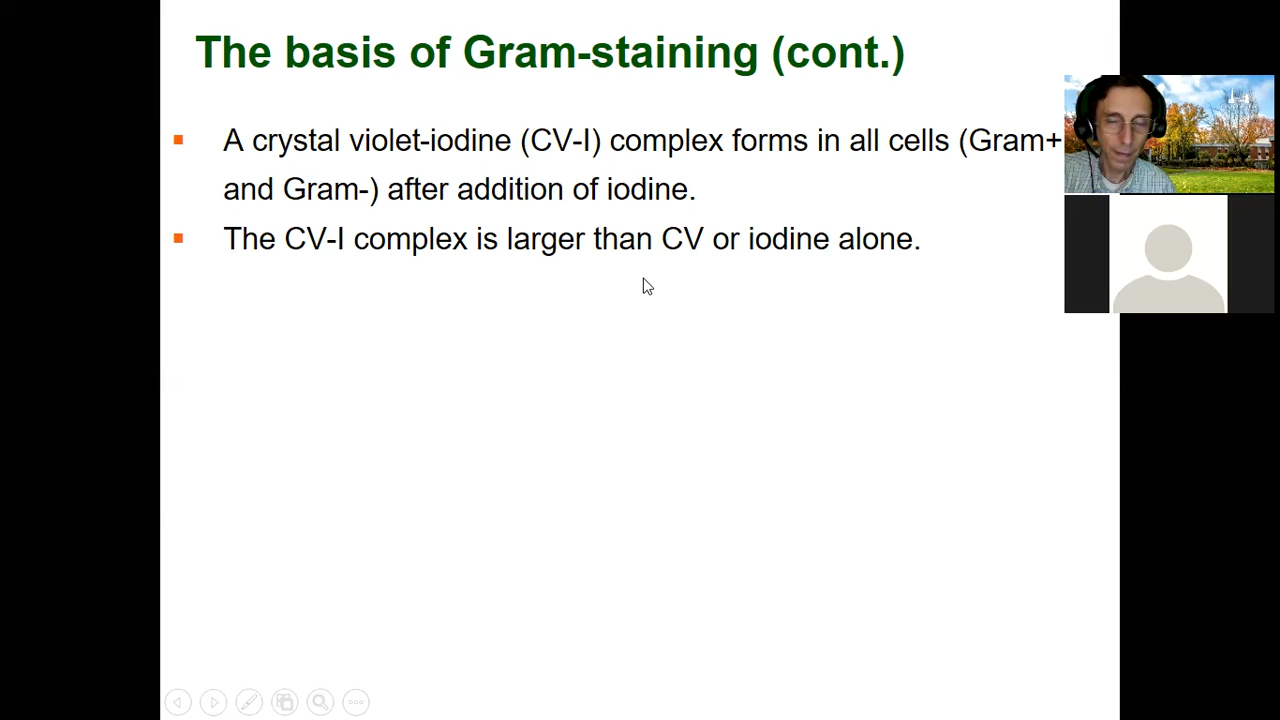 The basis of Gram-staining (cont.)
A crystal violet-iodine (CV-I) complex forms in all cells (Gram+
and Gram-) after addition of iodine.
The CV-I complex is larger than CV or iodine alone.